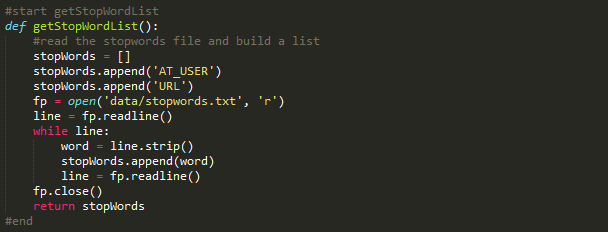 #start getStopWordList
def getStopWordList():
    #read the stopwords file and build a list
    stopWords = []
    stopWords.append('AT_USER')
    stopWords.append('URL')
    fp = open('data/stopwords.txt', 'r')
    line = fp.readline()
    while line:
        word = line.strip()
        stopWords.append(word)
        line = fp.readline()
    fp.close()
    return stopWords
#end